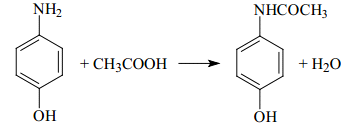 NH₂ NHCOCH₃
+ CH₃COOH + H₂O
OH OH